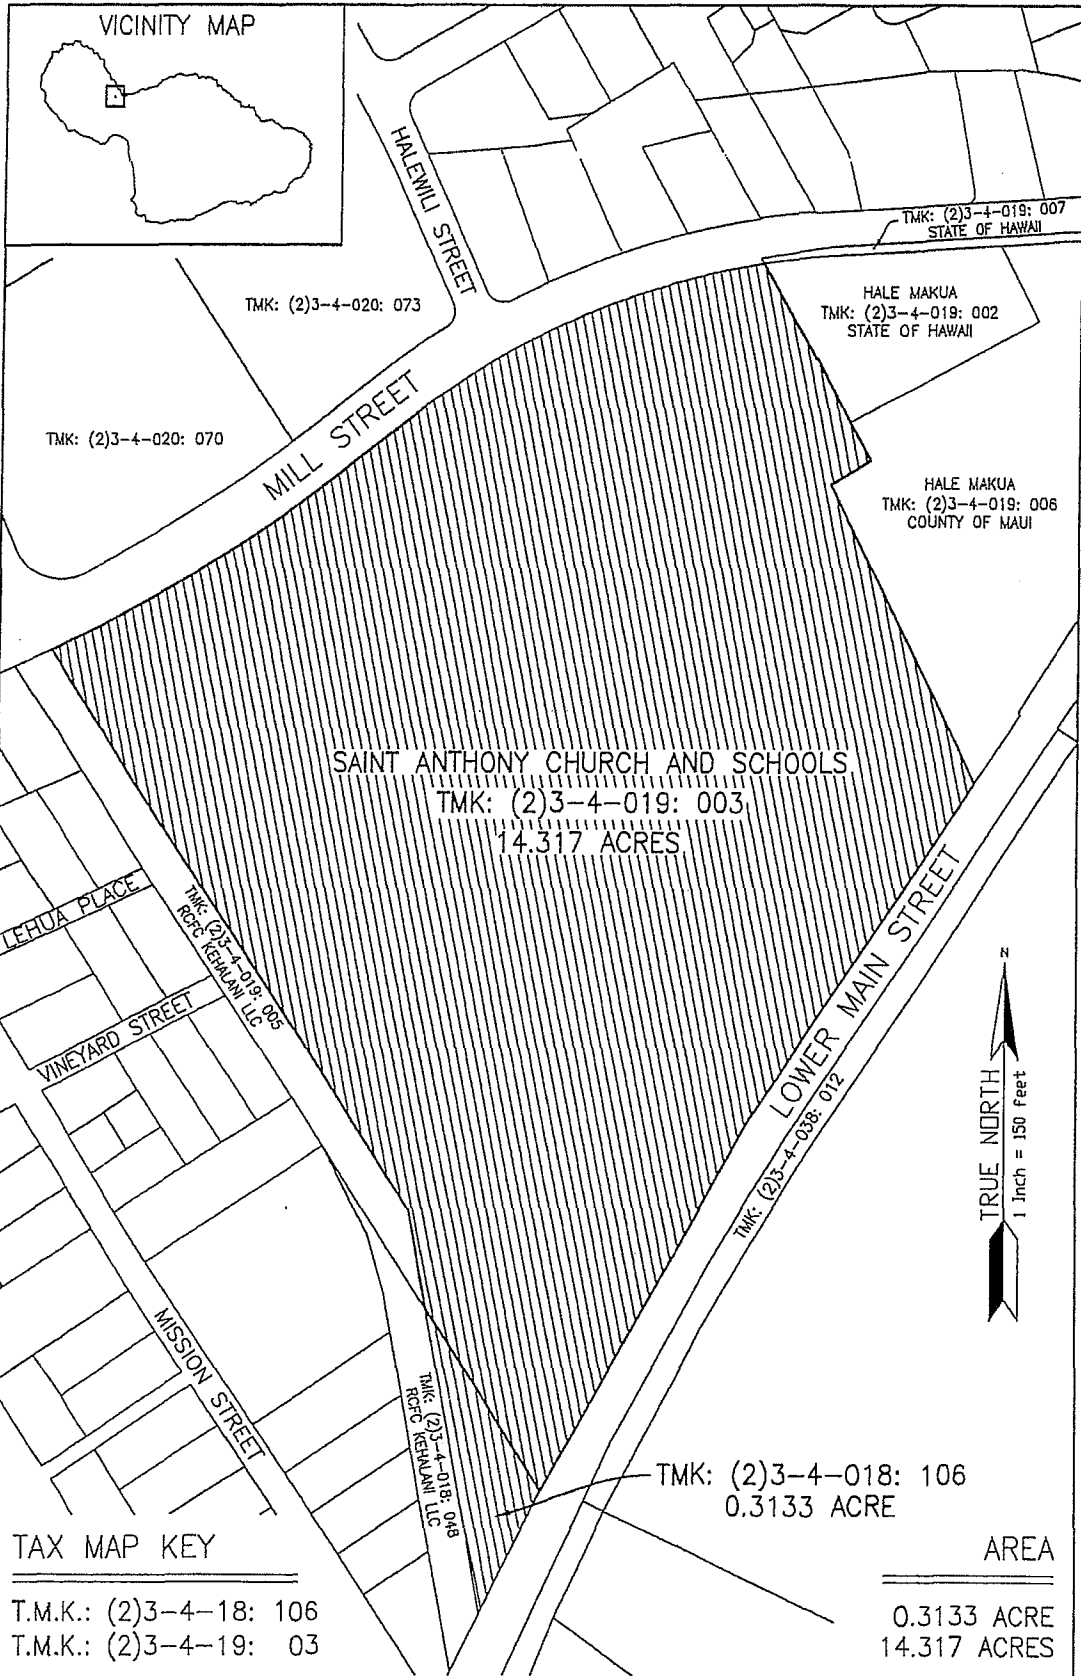 VICINITY MAP
HALEWILI STREET
TMK: (2)3-4-019: 007
STATE OF HAWAII
TMK: (2)3-4-020: 073
HALE MAKUA
TMK: (2)3-4-019: 002
STATE OF HAWAII
MILL STREET
TMK: (2)3-4-020: 070
HALE MAKUA
TMK: (2)3-4-019: 006
COUNTY OF MAUI
SAINT ANTHONY CHURCH AND SCHOOLS
TMK: (2)3-4-019: 003
14.317 ACRES
LEHUA PLACE
TMK: (2)3-4-019: 005
RCFC KEHALANI LLC
VINEYARD STREET
LOWER MAIN STREET
TMK: (2)3-4-038: 012
N
TRUE NORTH
1 Inch = 150 feet
MISSION STREET
TMK: (2)3-4-018: 048
RCFC KEHALANI LLC
TMK: (2)3-4-018: 106
0.3133 ACRE
TAX MAP KEY
T.M.K.: (2)3-4-18: 106
T.M.K.: (2)3-4-19: 03
AREA
0.3133 ACRE
14.317 ACRES